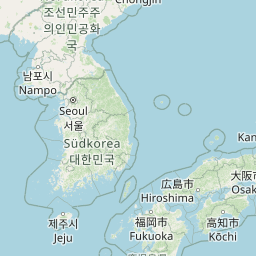 Chongjin
조선민주주
의인민공화
국
남포시
Nampo
Seoul
서울
Südkorea
대한민국
広島市
Hiroshima
大阪市
福岡市
Fukuoka
高知市
Kōchi
제주시
Jeju